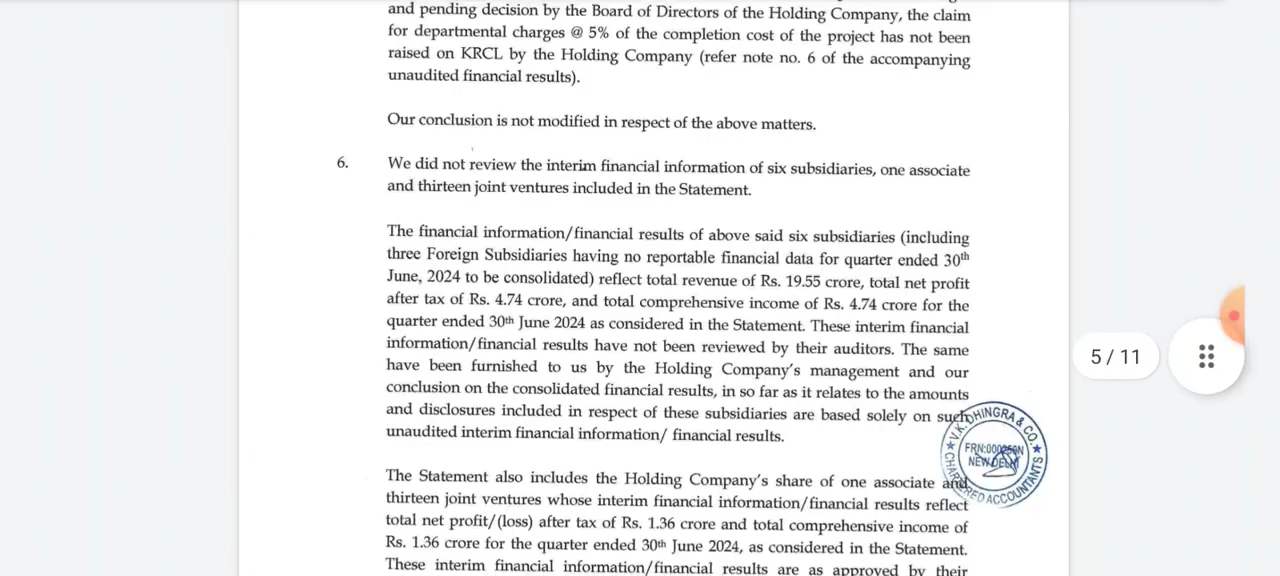 and pending decision by the Board of Directors of the Holding Company, the claim
for departmental charges @ 5% of the completion cost of the project has not been
raised on KRCL by the Holding Company (refer note no. 6 of the accompanying
unaudited financial results).
Our conclusion is not modified in respect of the above matters.
6. We did not review the interim financial information of six subsidiaries, one associate
and thirteen joint ventures included in the Statement.
The financial information/financial results of above said six subsidiaries (including
three Foreign Subsidiaries having no reportable financial data for quarter ended 30th
June, 2024 to be consolidated) reflect total revenue of Rs. 19.55 crore, total net profit
after tax of Rs. 4.74 crore, and total comprehensive income of Rs. 4.74 crore for the
quarter ended 30th June 2024 as considered in the Statement. These interim financial
information/financial results have not been reviewed by their auditors. The same
have been furnished to us by the Holding Company's management and our
conclusion on the consolidated financial results, in so far as it relates to the amounts
and disclosures included in respect of these subsidiaries are based solely on such
unaudited interim financial information/ financial results.
The Statement also includes the Holding Company's share of one associate and
thirteen joint ventures whose interim financial information/financial results reflect
total net profit/(loss) after tax of Rs. 1.36 crore and total comprehensive income of
Rs. 1.36 crore for the quarter ended 30th June 2024, as considered in the Statement.
These interim financial information/financial results are as approved by their
5 / 11
V.K. DHINGRA & CO.
NEW DELHI
CHARTERED ACCOUNTANTS